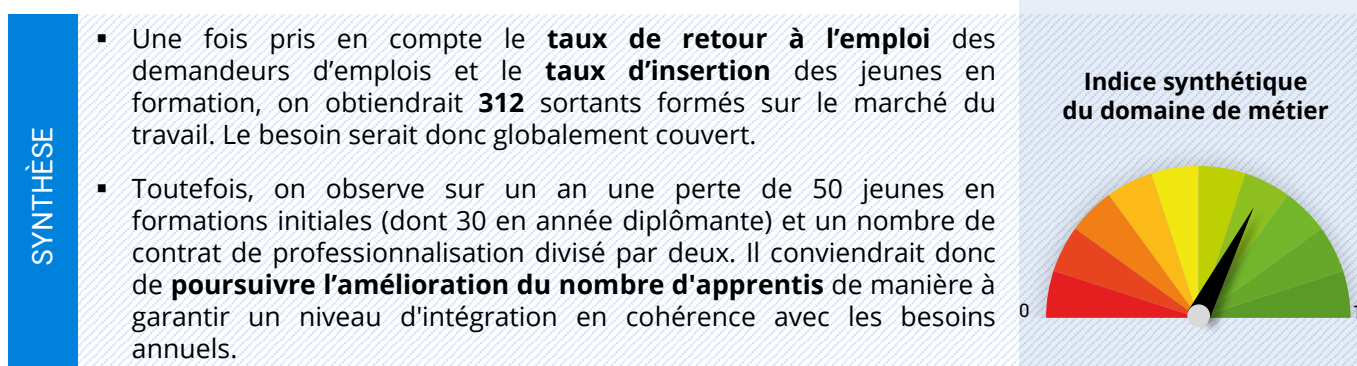 SYNTHÈSE
▪ Une fois pris en compte le taux de retour à l’emploi des
demandeurs d’emplois et le taux d’insertion des jeunes en
formation, on obtiendrait 312 sortants formés sur le marché du
travail. Le besoin serait donc globalement couvert.
▪ Toutefois, on observe sur un an une perte de 50 jeunes en
formations initiales (dont 30 en année diplômante) et un nombre de
contrat de professionnalisation divisé par deux. Il conviendrait donc
de poursuivre l’amélioration du nombre d'apprentis de manière à
garantir un niveau d'intégration en cohérence avec les besoins
annuels.
Indice synthétique
du domaine de métier
0